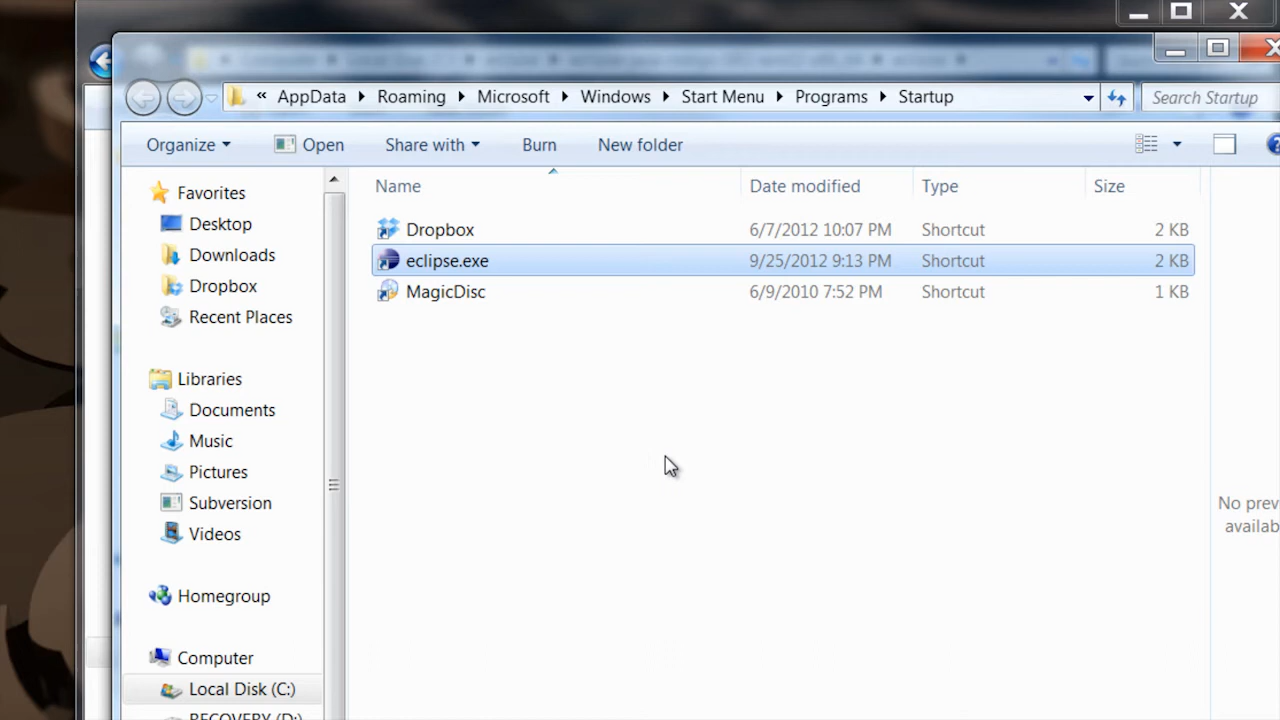 « AppData Roaming Microsoft Windows Start Menu Programs Startup Search Startup
Organize Open Share with Burn New folder
Name Date modified Type Size
Dropbox 6/7/2012 10:07 PM Shortcut 2 KB
eclipse.exe 9/25/2012 9:13 PM Shortcut 2 KB
MagicDisc 6/9/2010 7:52 PM Shortcut 1 KB
Favorites
Desktop
Downloads
Dropbox
Recent Places
Libraries
Documents
Music
Pictures
Subversion
Videos
Homegroup
Computer
Local Disk (C:)
RECOVERY (D:)
No prev
availab